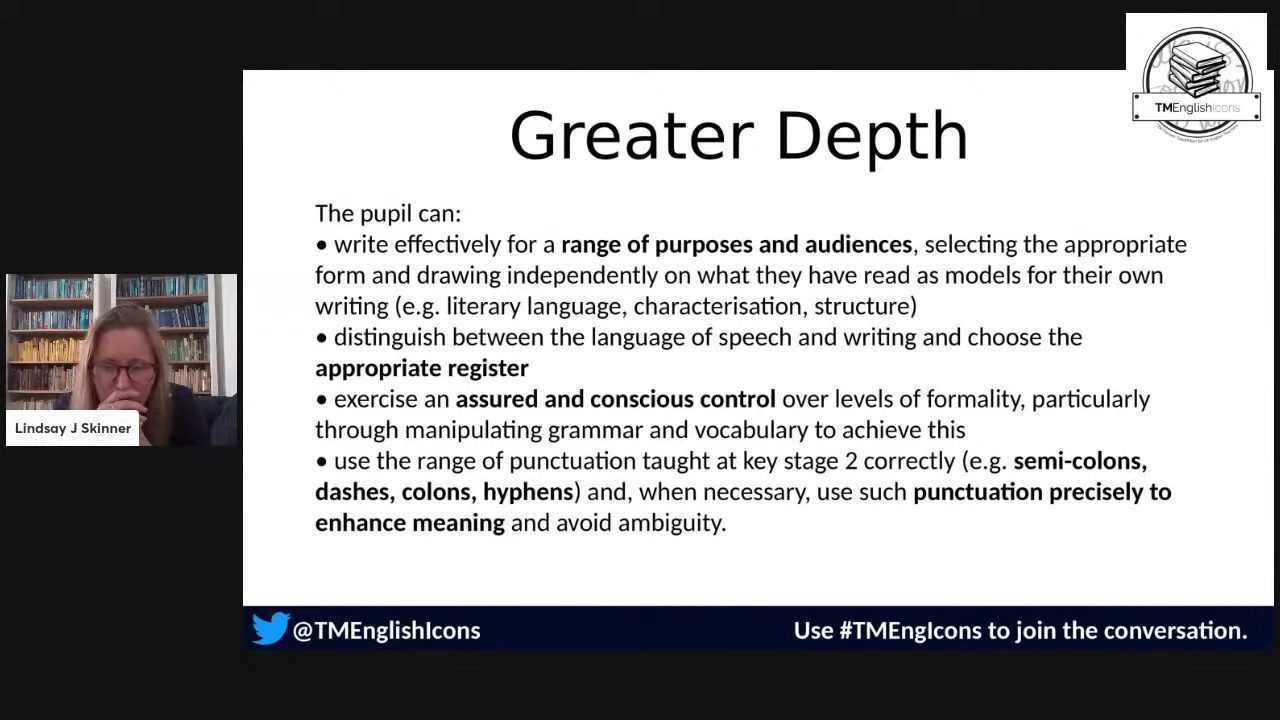 TMEnglishIcons
Greater Depth
The pupil can:
• write effectively for a range of purposes and audiences, selecting the appropriate
form and drawing independently on what they have read as models for their own
writing (e.g. literary language, characterisation, structure)
• distinguish between the language of speech and writing and choose the
appropriate register
• exercise an assured and conscious control over levels of formality, particularly
through manipulating grammar and vocabulary to achieve this
• use the range of punctuation taught at key stage 2 correctly (e.g. semi-colons,
dashes, colons, hyphens) and, when necessary, use such punctuation precisely to
enhance meaning and avoid ambiguity.
Lindsay J Skinner
@TMEnglishIcons
Use #TMEngIcons to join the conversation.